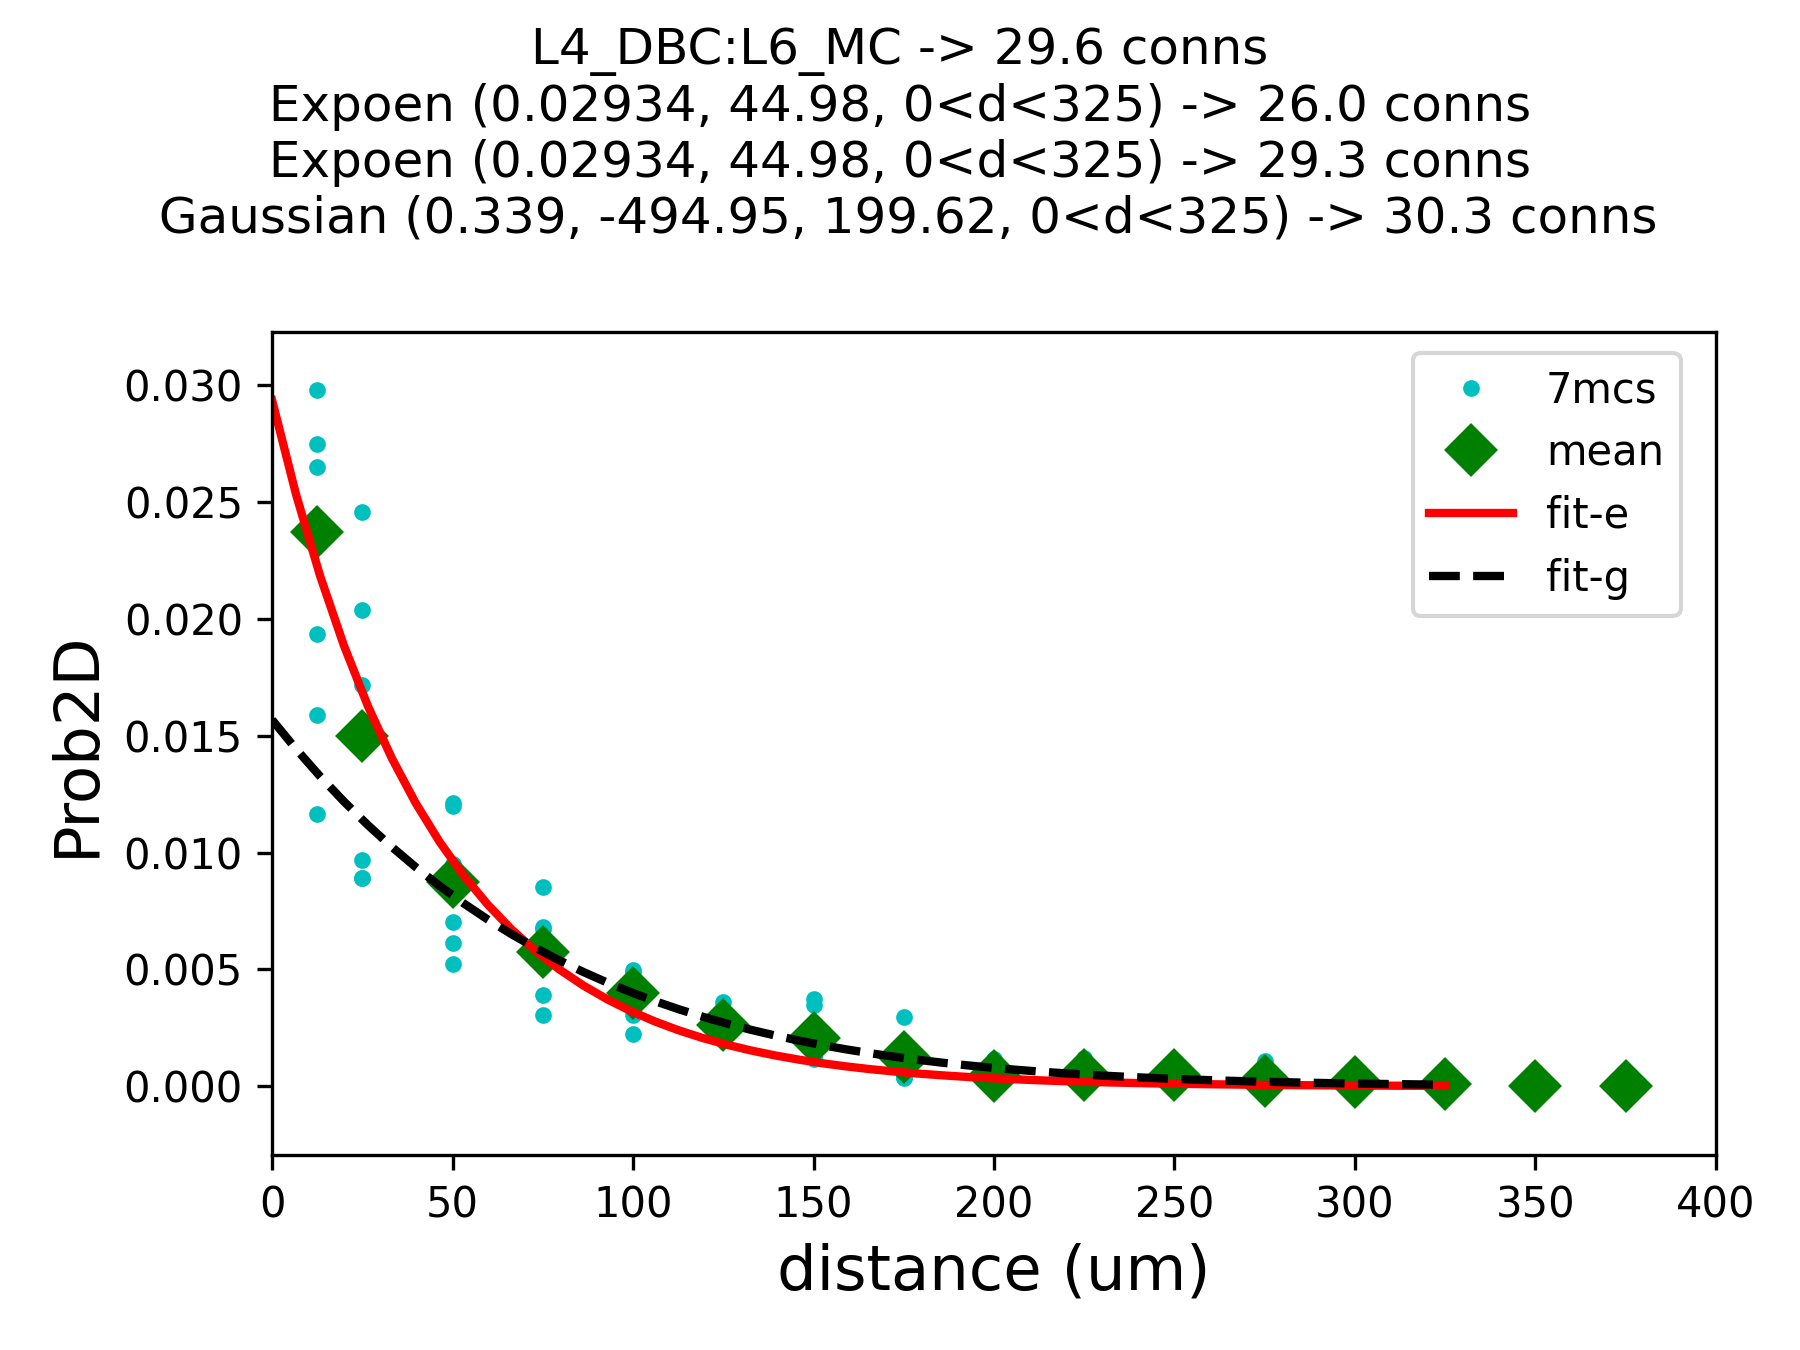 L4_DBC:L6_MC -> 29.6 conns
Expoen (0.02934, 44.98, 0<d<325) -> 26.0 conns
Expoen (0.02934, 44.98, 0<d<325) -> 29.3 conns
Gaussian (0.339, -494.95, 199.62, 0<d<325) -> 30.3 conns
7mcs
mean
fit-e
fit-g
Prob2D
0.030
0.025
0.020
0.015
0.010
0.005
0.000
0 50 100 150 200 250 300 350 400
distance (um)